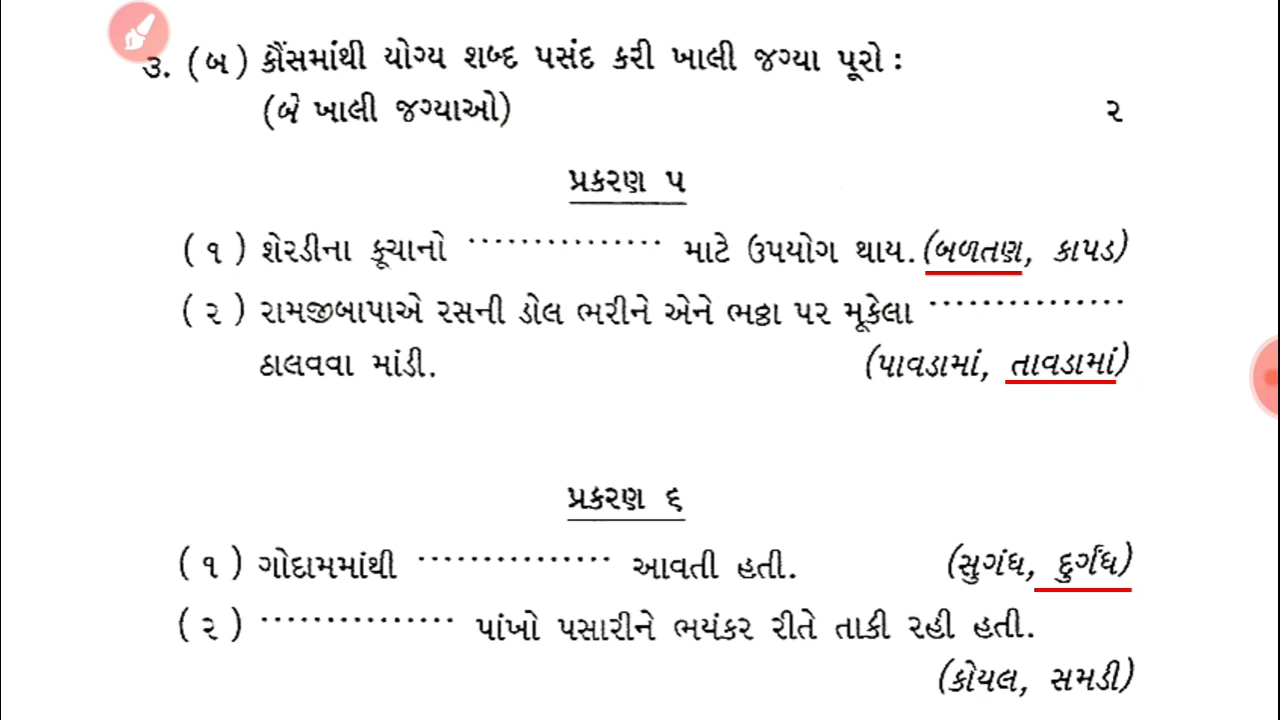 ૩. (બ) કૌંસમાંથી યોગ્ય શબ્દ પસંદ કરી ખાલી જગ્યા પૂરો :
(બે ખાલી જગ્યાઓ) ૨
પ્રકરણ ૫
(૧) શેરડીના કૂચાનો ............... માટે ઉપયોગ થાય. (બળતણ, કાપડ)
(૨) રામજીબાપાએ રસની ડોલ ભરીને એને ભઠ્ઠા પર મૂકેલા ...............
ઠાલવવા માંડી. (પાવડામાં, તાવડામાં)
પ્રકરણ ૬
(૧) ગોદામમાંથી ............... આવતી હતી. (સુગંધ, દુર્ગંધ)
(૨) ............... પાંખો પસારીને ભયંકર રીતે તાકી રહી હતી.
(કોયલ, સમડી)